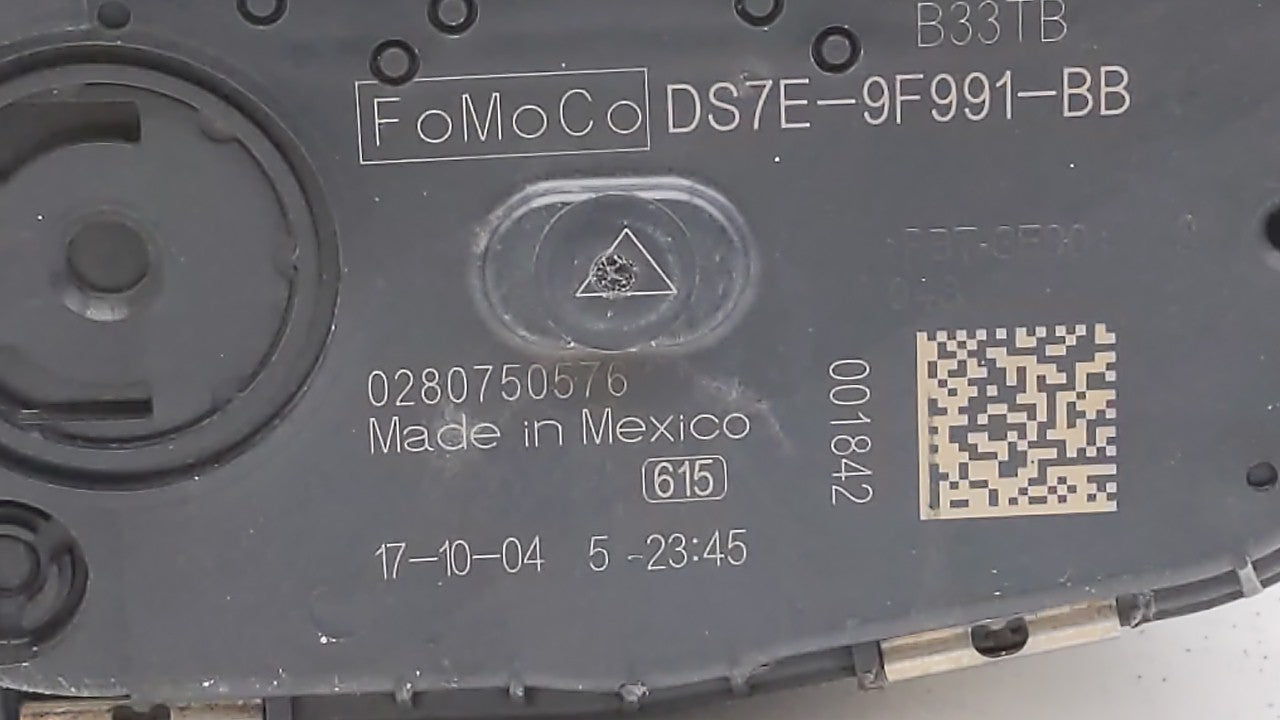 B33TB
FoMoCo DS7E-9F991-BB
0280750576
Made in Mexico
615
001842
17-10-04 5 -23:45